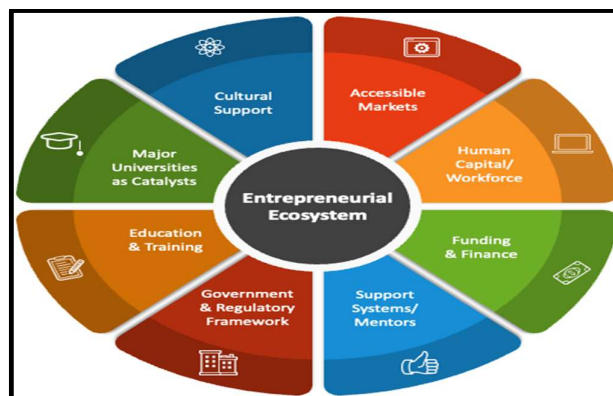 Entrepreneurial
Ecosystem
Accessible
Markets
Human
Capital/
Workforce
Funding
& Finance
Support
Systems/
Mentors
Government
& Regulatory
Framework
Education
& Training
Major
Universities
as Catalysts
Cultural
Support